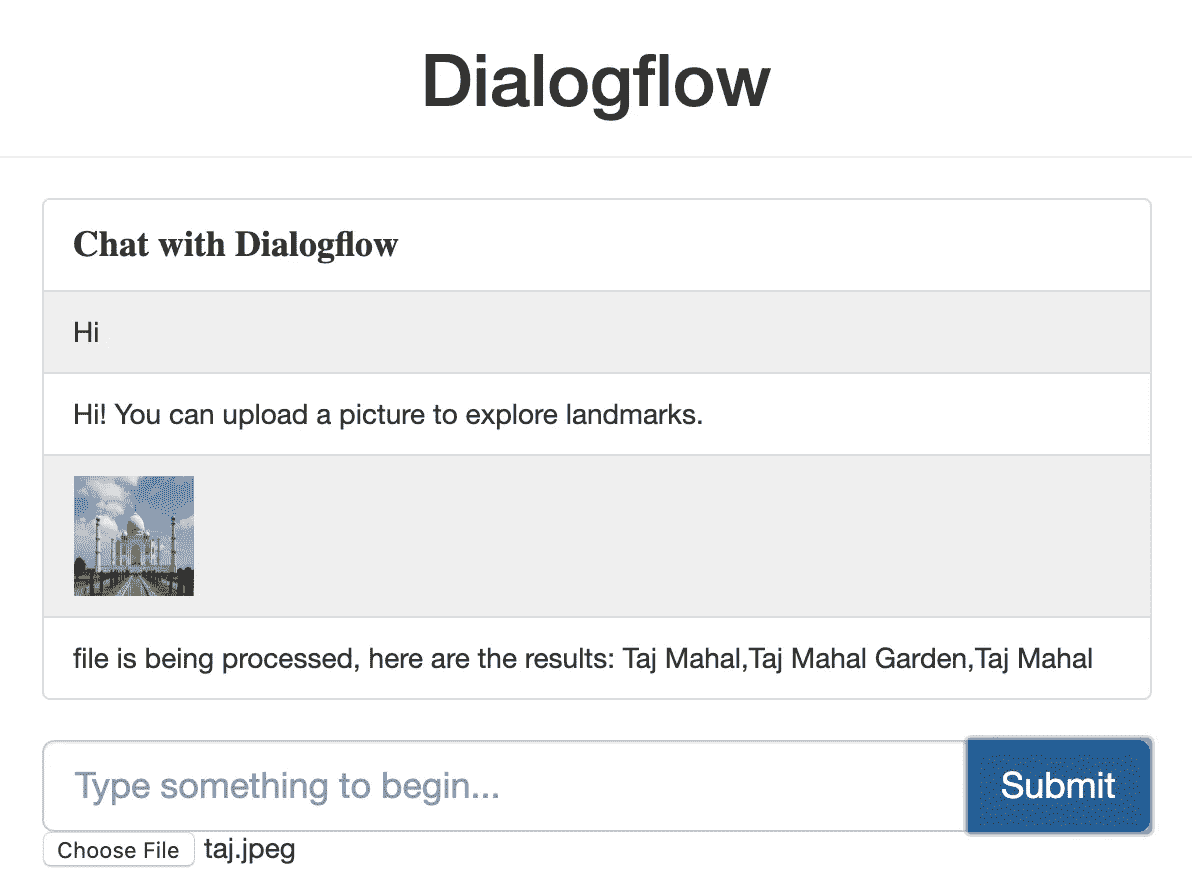 Dialogflow
Chat with Dialogflow
Hi
Hi! You can upload a picture to explore landmarks.
file is being processed, here are the results: Taj Mahal,Taj Mahal Garden,Taj Mahal
Type something to begin...
Submit
Choose File taj.jpeg